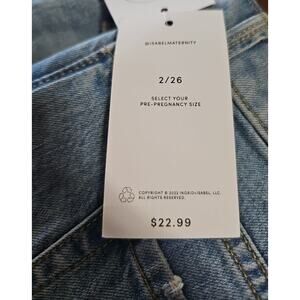 @ISABELMATERNITY
2/26
SELECT YOUR
PRE-PREGNANCY SIZE
COPYRIGHT © 2022 INGRID+ISABEL, LLC.
ALL RIGHTS RESERVED.
$22.99